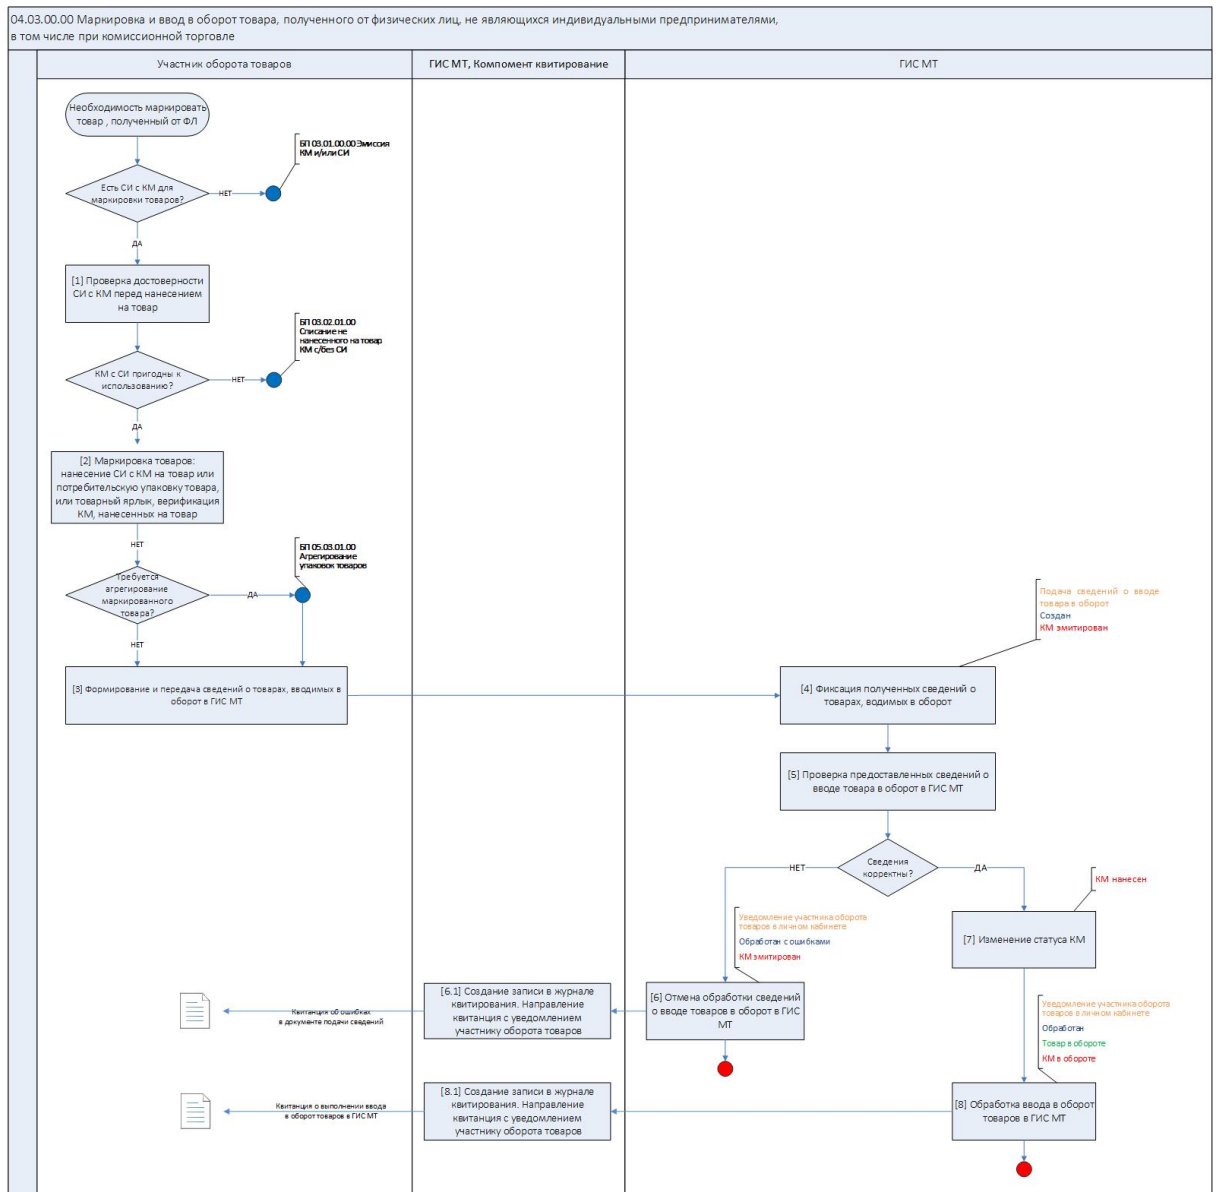 04.03.00.00 Маркировка и ввод в оборот товара, полученного от физических лиц, не являющихся индивидуальными предпринимателями,
в том числе при комиссионной торговле
Участник оборота товаров
ГИС МТ, Компомент квитирование
ГИС МТ
Необходимость маркировать
товар , полученный от ФЛ
БП 03.01.00.00 Эмиссия
КМ и/или СИ
Есть СИ с КМ для
маркировки товаров?
НЕТ
ДА
[1] Проверка достоверности
СИ с КМ перед нанесением
на товар
БП 03.02.01.00
Списание не
нанесенного на товар
КМ с/без СИ
КМ с СИ пригодны к
использованию?
НЕТ
ДА
[2] Маркировка товаров:
нанесение СИ с КМ на товар или
потребительскую упаковку товара,
или товарный ярлык, верификация
КМ, нанесенных на товар
НЕТ
БП 05.03.01.00
Агрегирование
упаковок товаров
Требуется
агрегирование
маркированного
товара?
ДА
НЕТ
Подача сведений о вводе
товара в оборот
Создан
КМ эмитирован
[3] Формирование и передача сведений о товарах, вводимых в
оборот в ГИС МТ
[4] Фиксация полученных сведений о
товарах, водимых в оборот
[5] Проверка предоставленных сведений о
вводе товара в оборот в ГИС МТ
Сведения
корректны?
НЕТ
ДА
КМ нанесен
Уведомление участника оборота
товаров в личном кабинете
Обработан с ошибками
КМ эмитирован
[7] Изменение статуса КМ
[6] Отмена обработки сведений
о вводе товаров в оборот в ГИС
МТ
[6.1] Создание записи в журнале
квитирования. Направление
квитанция с уведомлением
участнику оборота товаров
Квитанция об ошибках
в документе подачи сведений
Уведомление участника оборота
товаров в личном кабинете
Обработан
Товар в обороте
КМ в обороте
[8] Обработка ввода в оборот
товаров в ГИС МТ
[8.1] Создание записи в журнале
квитирования. Направление
квитанция с уведомлением
участнику оборота товаров
Квитанция о выполнении ввода
в оборот товаров в ГИС МТ